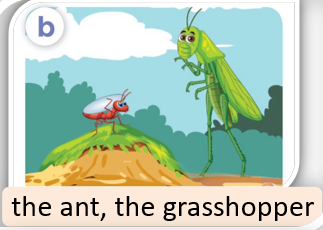 b
the ant, the grasshopper